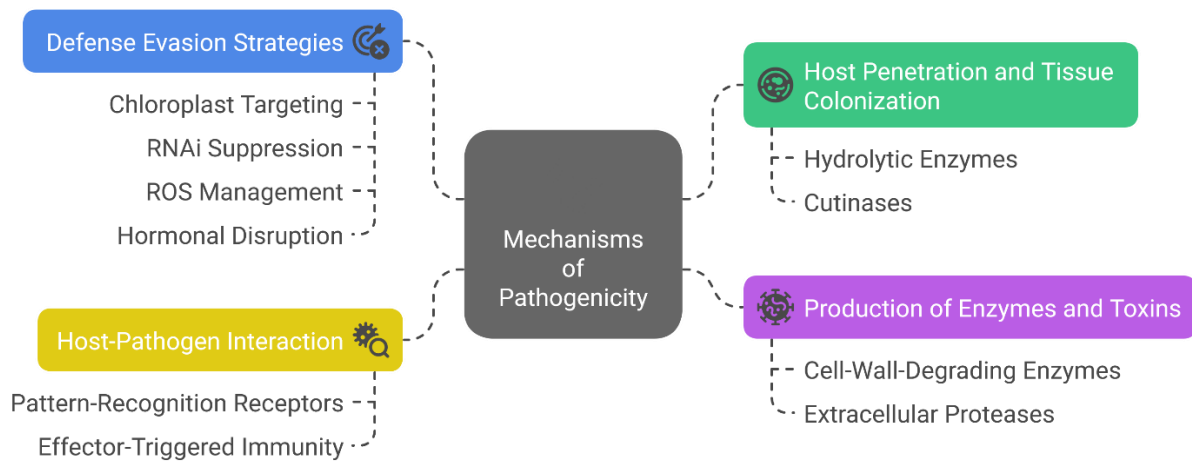 Defense Evasion Strategies
Chloroplast Targeting
RNAi Suppression
ROS Management
Hormonal Disruption
Host-Pathogen Interaction
Pattern-Recognition Receptors
Effector-Triggered Immunity
Mechanisms
of
Pathogenicity
Host Penetration and Tissue
Colonization
Hydrolytic Enzymes
Cutinases
Production of Enzymes and Toxins
Cell-Wall-Degrading Enzymes
Extracellular Proteases